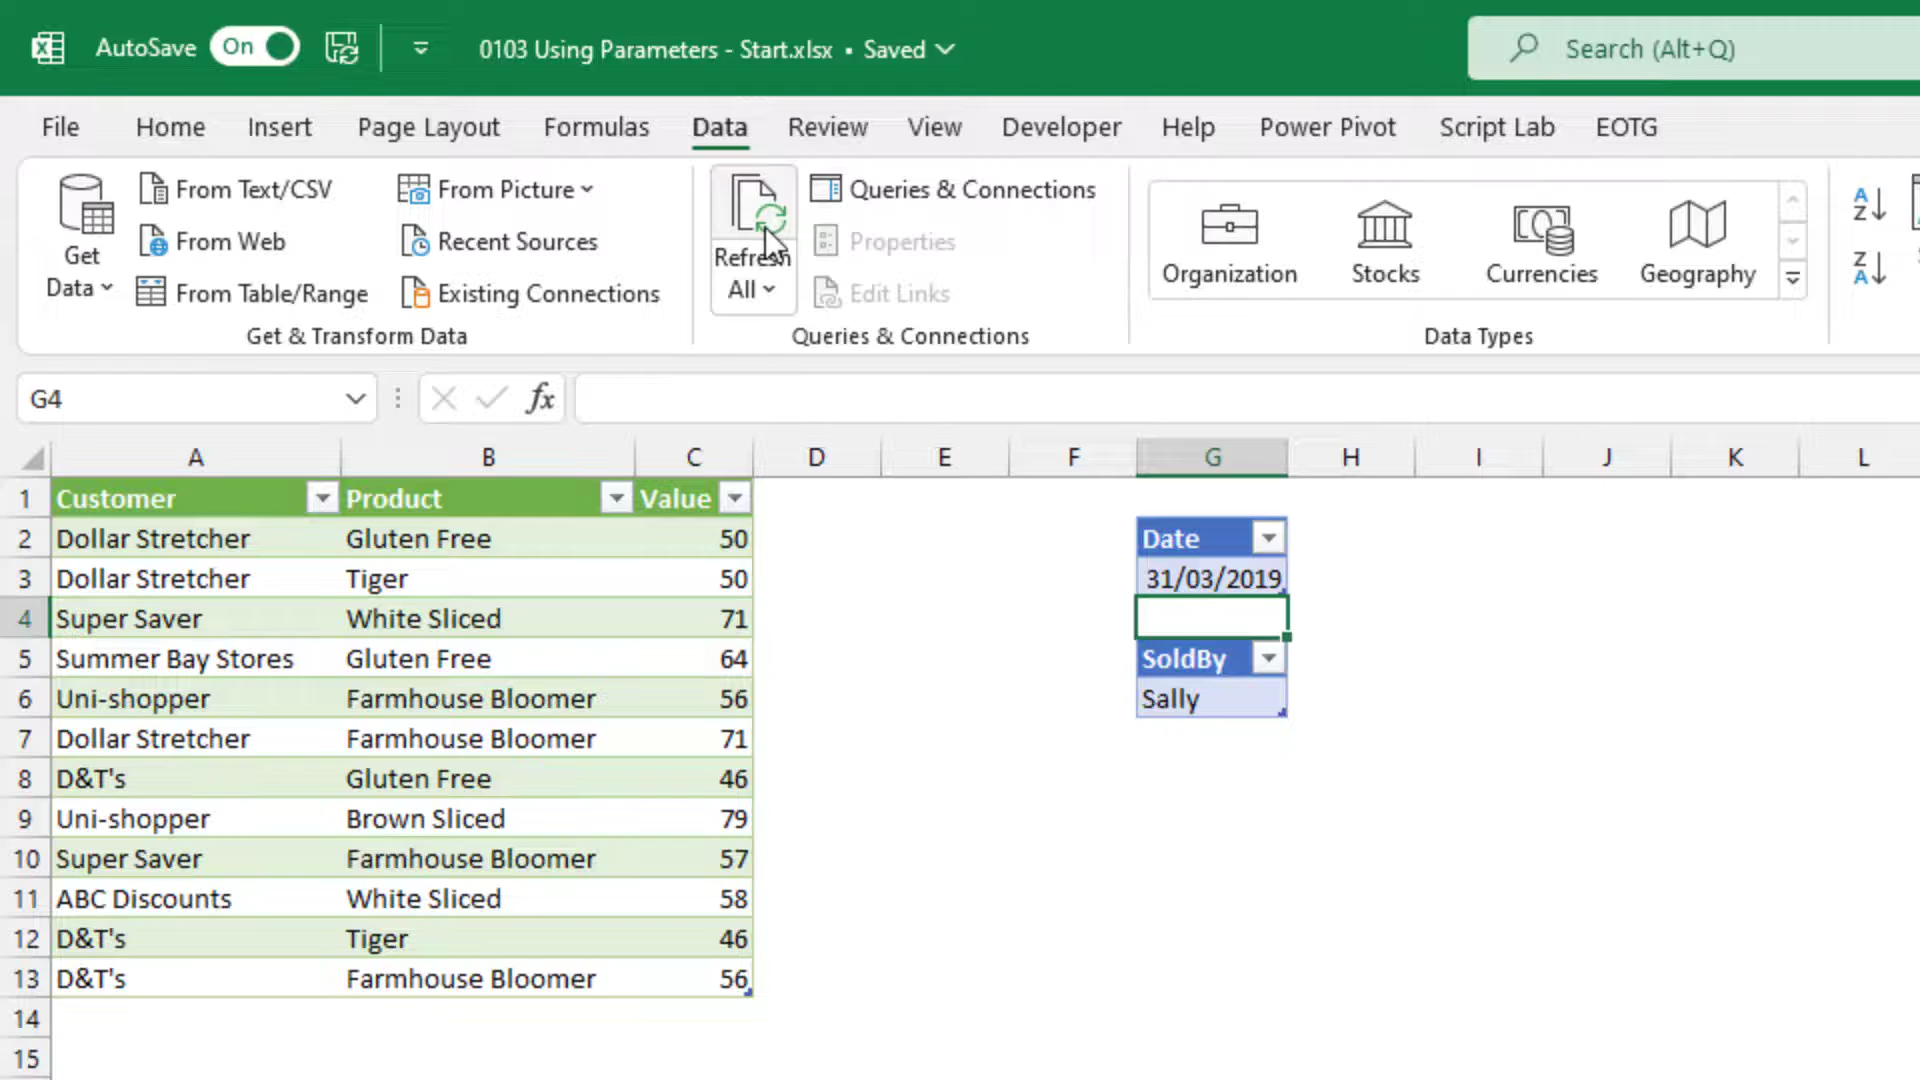 AutoSave On 0103 Using Parameters - Start.xlsx • Saved Search (Alt+Q)
File Home Insert Page Layout Formulas Data Review View Developer Help Power Pivot Script Lab EOTG
Get Data
From Text/CSV
From Web
From Table/Range
From Picture
Recent Sources
Existing Connections
Get & Transform Data
Refresh All
Queries & Connections
Properties
Edit Links
Queries & Connections
Organization Stocks Currencies Geography
Data Types
A Z
Z A
G4 fx
A B C D E F G H I J K L
1 Customer Product Value
2 Dollar Stretcher Gluten Free 50 Date
3 Dollar Stretcher Tiger 50 31/03/2019
4 Super Saver White Sliced 71
5 Summer Bay Stores Gluten Free 64 SoldBy
6 Uni-shopper Farmhouse Bloomer 56 Sally
7 Dollar Stretcher Farmhouse Bloomer 71
8 D&T's Gluten Free 46
9 Uni-shopper Brown Sliced 79
10 Super Saver Farmhouse Bloomer 57
11 ABC Discounts White Sliced 58
12 D&T's Tiger 46
13 D&T's Farmhouse Bloomer 56
14
15